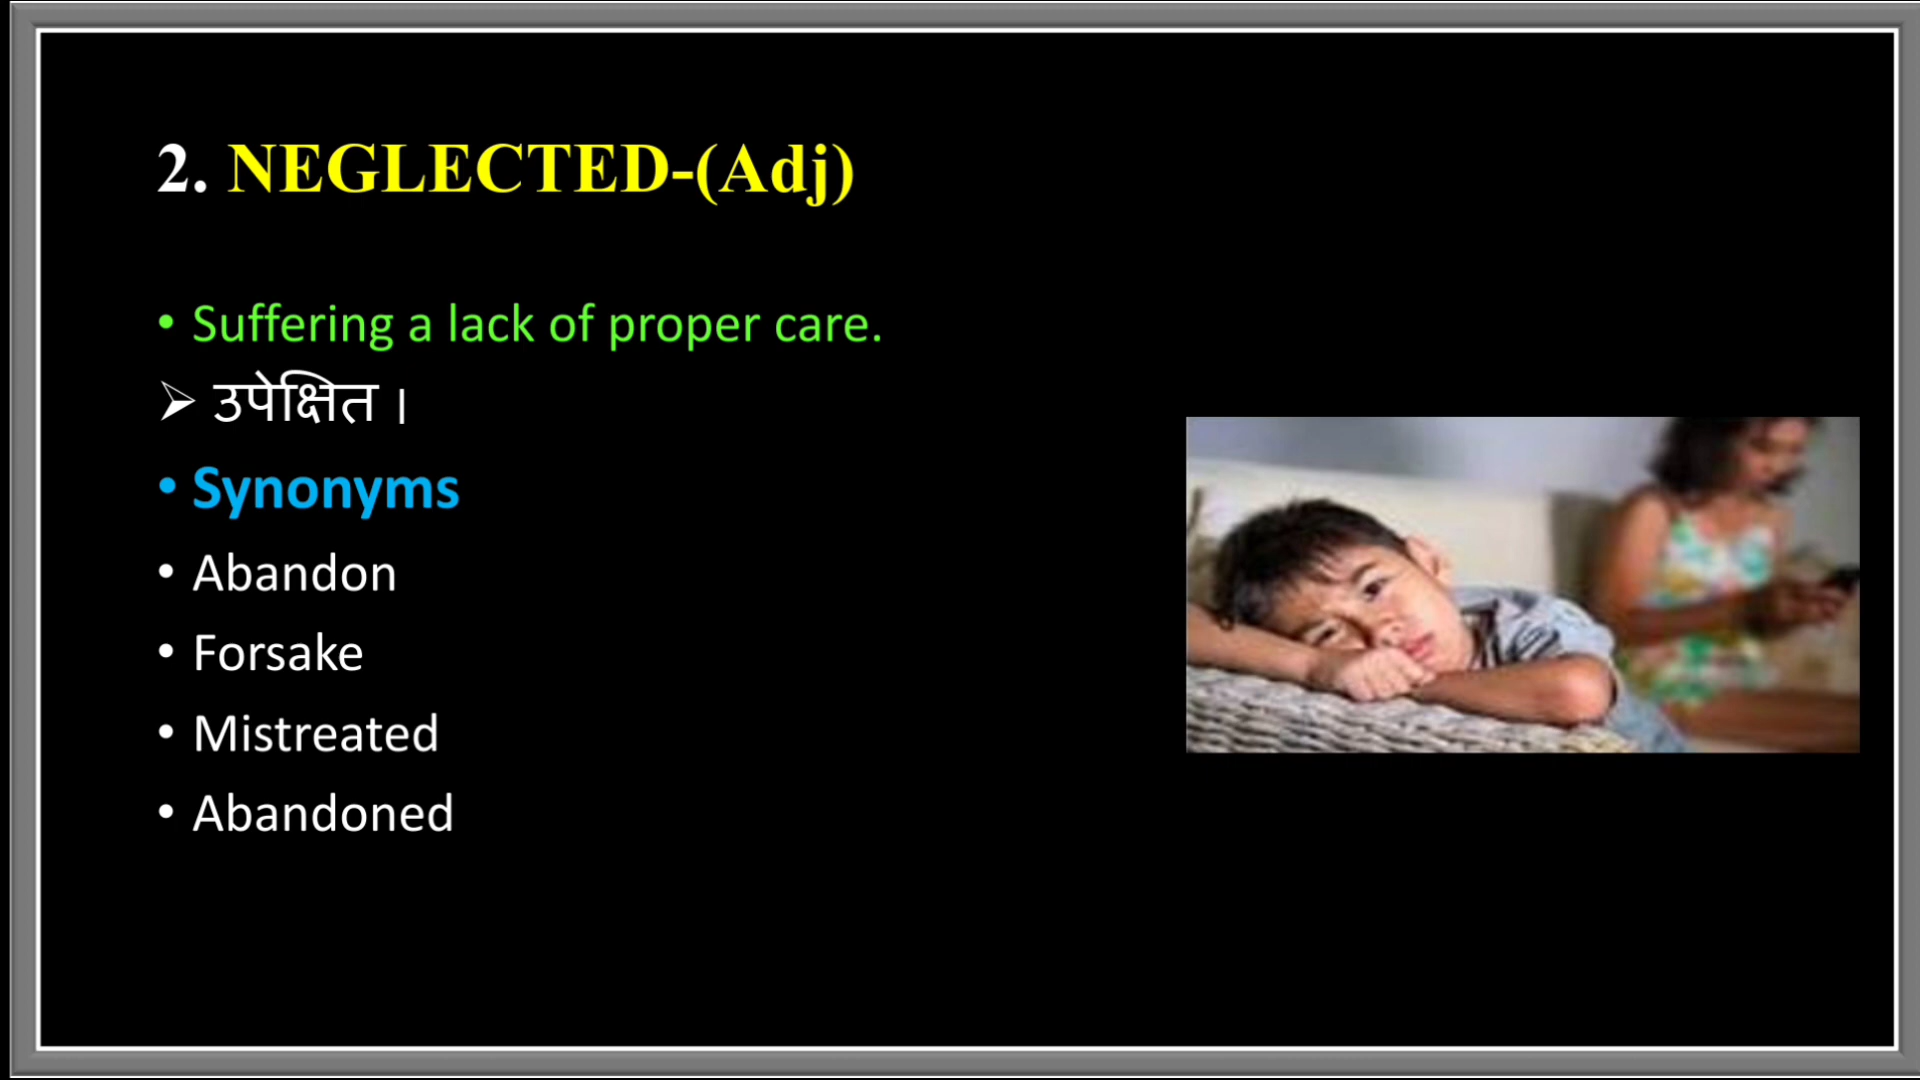 2. NEGLECTED-(Adj)
• Suffering a lack of proper care.
➢ उपेक्षित ।
• Synonyms
• Abandon
• Forsake
• Mistreated
• Abandoned